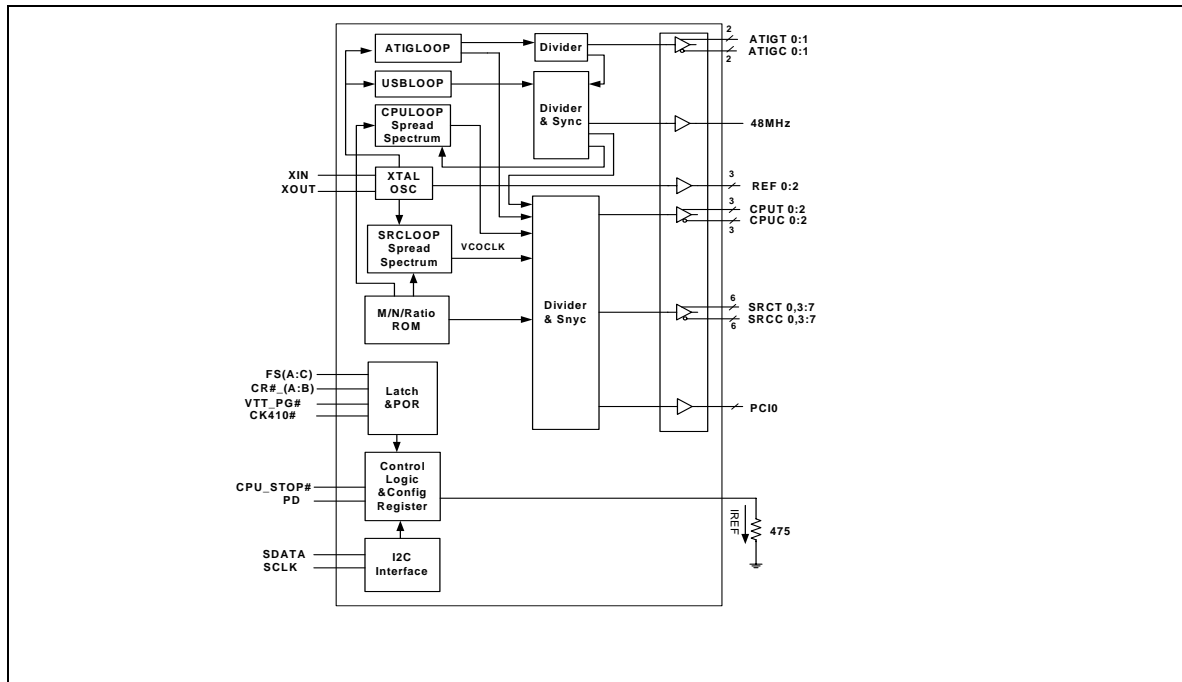 2
ATIGT 0:1
ATIGC 0:1
2
ATIGLOOP
Divider
USBLOOP
Divider
& Sync
48MHz
CPULOOP
Spread
Spectrum
XIN
XOUT
XTAL
OSC
3
REF 0:2
3
CPUT 0:2
CPUC 0:2
3
SRCLOOP
Spread
Spectrum
VCOCLK
M/N/Ratio
ROM
Divider
& Snyc
6
SRCT 0,3:7
SRCC 0,3:7
6
FS(A:C)
CR#_(A:B)
VTT_PG#
CK410#
Latch
&POR
PCI0
CPU_STOP#
PD
Control
Logic
&Config
Register
IREF
475
SDATA
SCLK
I2C
Interface